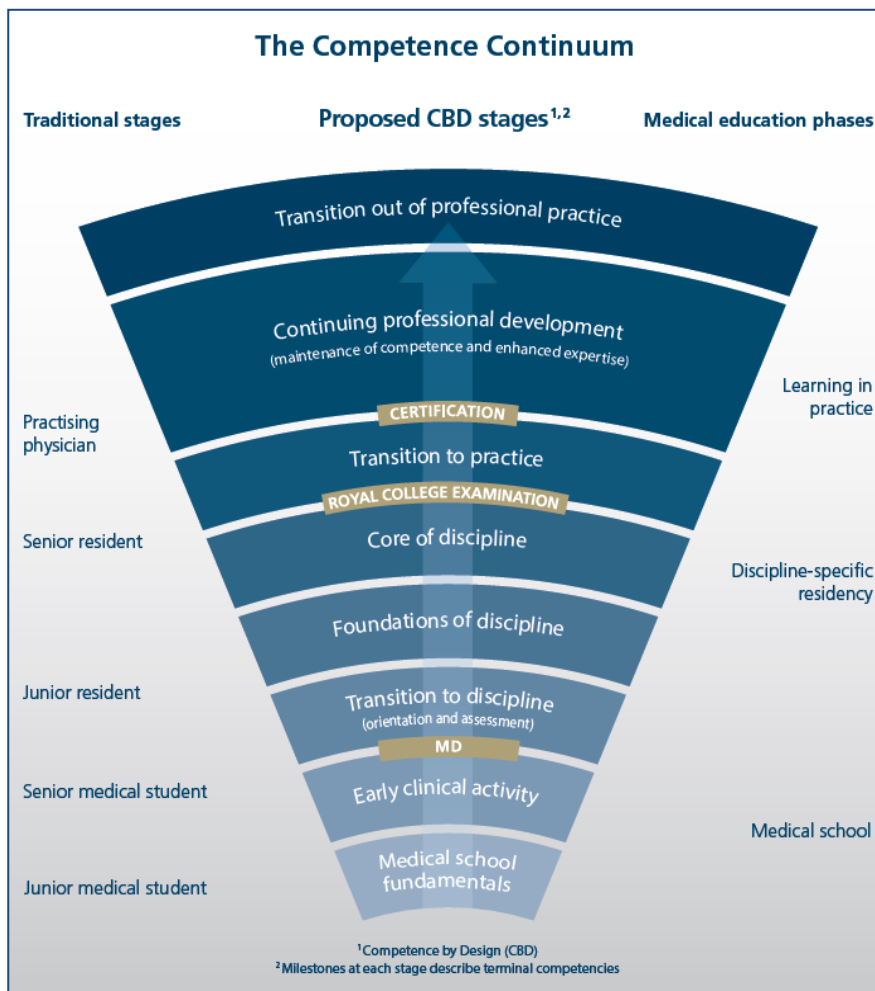 The Competence Continuum
Traditional stages
Proposed CBD stages1,2
Medical education phases
Transition out of professional practice
Continuing professional development
(maintenance of competence and enhanced expertise)
Learning in
practice
CERTIFICATION
Practising
physician
Transition to practice
ROYAL COLLEGE EXAMINATION
Senior resident
Core of discipline
Discipline-specific
residency
Foundations of discipline
Junior resident
Transition to discipline
(orientation and assessment)
MD
Senior medical student
Early clinical activity
Medical school
Medical school
fundamentals
Junior medical student
1Competence by Design (CBD)
2Milestones at each stage describe terminal competencies